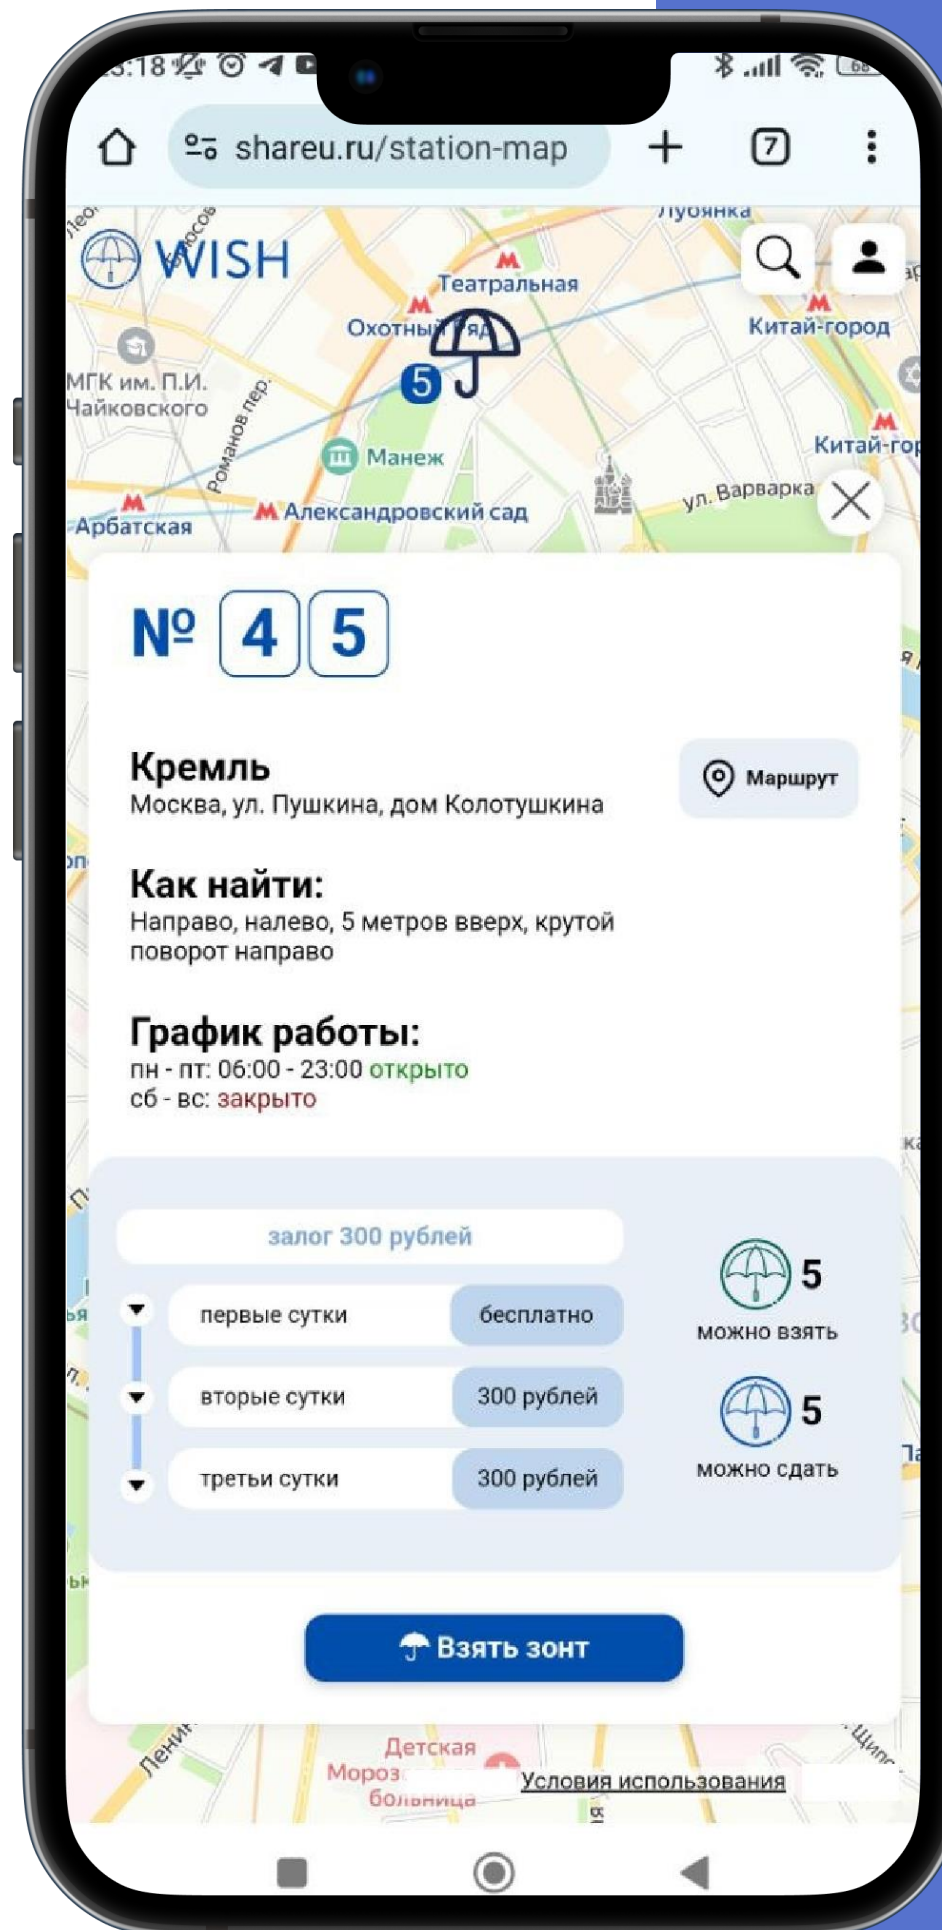 shareu.ru/station-map
7
Лубянка
WISH
Театральная
Охотный Ряд
Китай-город
5
МГК им. П.И.
Чайковского
Романов пер.
Манеж
ул. Варварка
Арбатская
Александровский сад
№ 4 5
Кремль
Москва, ул. Пушкина, дом Колотушкина
Маршрут
Как найти:
Направо, налево, 5 метров вверх, крутой
поворот направо
График работы:
пн - пт: 06:00 - 23:00 открыто
сб - вс: закрыто
залог 300 рублей
первые сутки бесплатно
вторые сутки 300 рублей
третьи сутки 300 рублей
5
можно взять
5
можно сдать
Взять зонт
Детская
больница
Условия использования